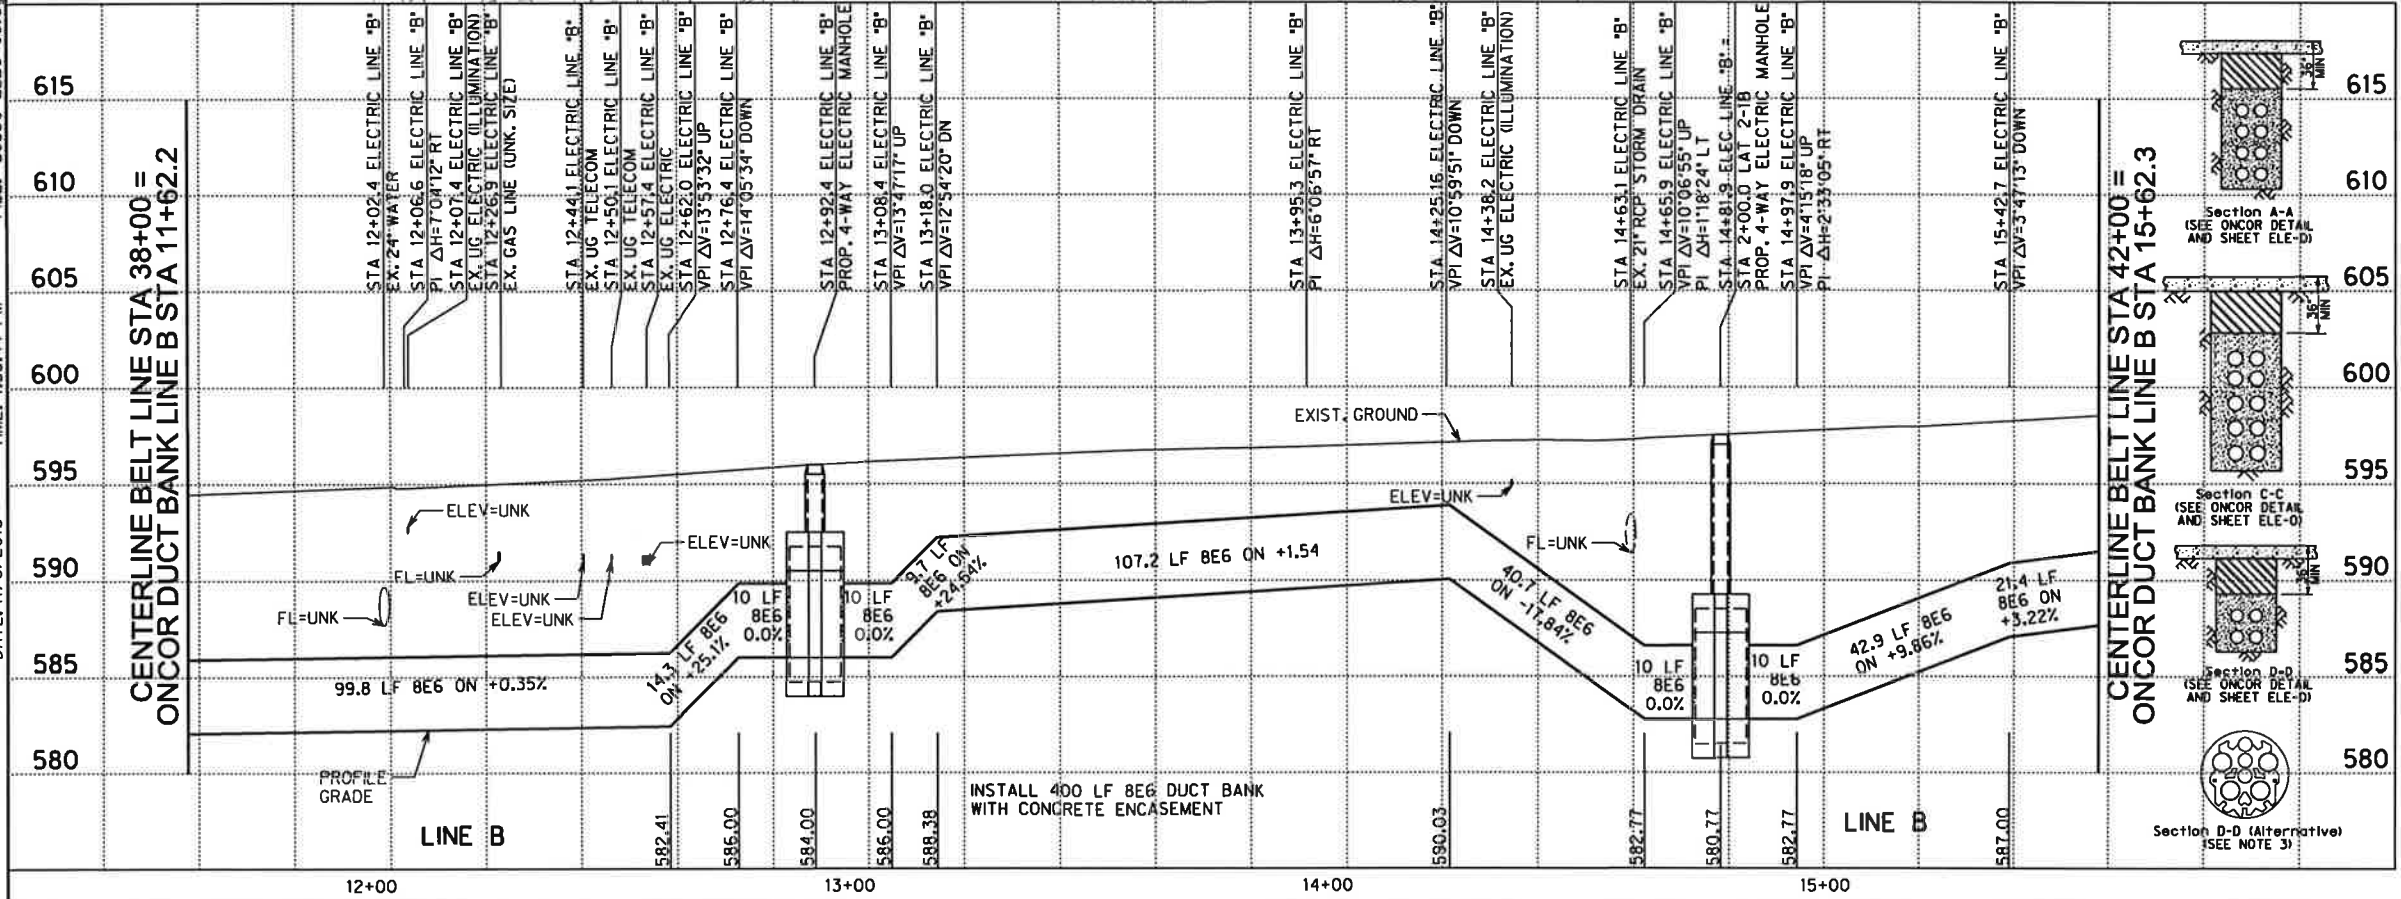 615
610
605
600
595
590
585
580
CENTERLINE BELT LINE STA 38+00 =
ONCOR DUCT BANK LINE B STA 11+62.2
STA 12+02.4 ELECTRIC LINE "B"
EX. 24" WATER
STA 12+06.6 ELECTRIC LINE "B"
PI ΔH=7°04'12" RT
STA 12+07.4 ELECTRIC LINE "B"
EX. UG ELECTRIC (ILLUMINATION)
STA 12+26.9 ELECTRIC LINE "B"
EX. GAS LINE (UNK. SIZE)
STA 12+44.1 ELECTRIC LINE "B"
EX. UG TELECOM
STA 12+50.1 ELECTRIC LINE "B"
EX. UG TELECOM
STA 12+57.4 ELECTRIC LINE "B"
EX. UG ELECTRIC
STA 12+62.0 ELECTRIC LINE "B"
VPI ΔV=13°53'32" UP
STA 12+76.4 ELECTRIC LINE "B"
VPI ΔV=14°05'34" DOWN
STA 12+92.4 ELECTRIC LINE "B"
PROP. 4-WAY ELECTRIC MANHOLE
STA 13+08.4 ELECTRIC LINE "B"
VPI ΔV=13°47'17" UP
STA 13+18.0 ELECTRIC LINE "B"
VPI ΔV=12°54'20" DN
STA 13+95.3 ELECTRIC LINE "B"
PI ΔH=6°06'57" RT
STA 14+25.16 ELECTRIC LINE "B"
VPI ΔV=10°59'51" DOWN
STA 14+38.2 ELECTRIC LINE "B"
EX. UG ELECTRIC (ILLUMINATION)
STA 14+63.1 ELECTRIC LINE "B"
EX. 21" RCP STORM DRAIN
STA 14+65.9 ELECTRIC LINE "B"
VPI ΔV=10°06'55" UP
PI ΔH=1°18'24" LT
STA 14+81.9 ELEC LINE "B" =
STA 2+00.0 LAT 2-1B
PROP. 4-WAY ELECTRIC MANHOLE
STA 14+97.9 ELECTRIC LINE "B"
VPI ΔV=4°15'18" UP
PI ΔH=2°33'05" RT
STA 15+42.7 ELECTRIC LINE "B"
VPI ΔV=3°47'13" DOWN
CENTERLINE BELT LINE STA 42+00 =
ONCOR DUCT BANK LINE B STA 15+62.3
615
610
605
600
595
590
585
580
36"
MIN
Section A-A
(SEE ONCOR DETAIL
AND SHEET ELE-D)
36"
MIN
Section C-C
(SEE ONCOR DETAIL
AND SHEET ELE-D)
36"
MIN
Section D-D
(SEE ONCOR DETAIL
AND SHEET ELE-D)
Section D-D (Alternative)
(SEE NOTE 3)
EXIST. GROUND
ELEV=UNK
ELEV=UNK
FL=UNK
ELEV=UNK
ELEV=UNK
FL=UNK
ELEV=UNK
FL=UNK
99.8 LF 8E6 ON +0.35%
14.3 LF 8E6
ON +25.1%
10 LF
8E6
0.0%
10 LF
8E6
0.0%
9.7 LF
8E6 ON
+24.64%
107.2 LF 8E6 ON +1.54
40.7 LF 8E6
ON -17.84%
10 LF
8E6
0.0%
10 LF
8E6
0.0%
42.9 LF 8E6
ON +9.86%
21.4 LF
8E6 ON
+3.22%
PROFILE
GRADE
INSTALL 400 LF 8E6 DUCT BANK
WITH CONCRETE ENCASEMENT
LINE B
LINE B
582.41
586.00
584.00
586.00
588.38
590.03
582.77
580.77
582.77
587.00
12+00
13+00
14+00
15+00